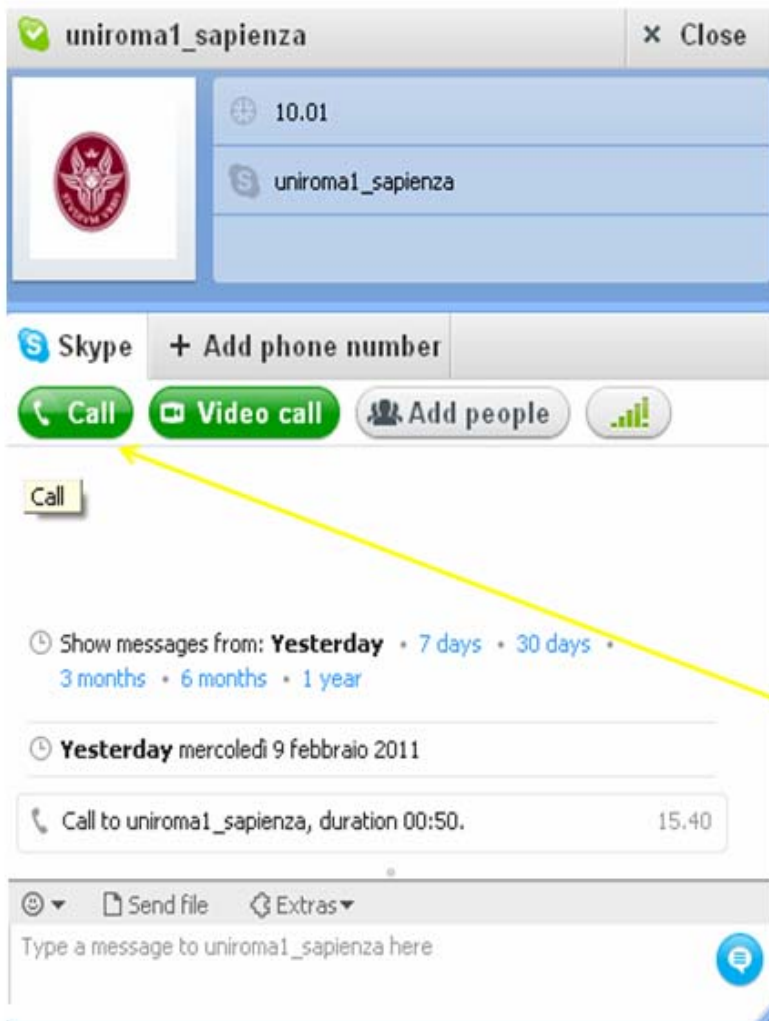 uniroma1_sapienza
× Close
10.01
uniroma1_sapienza
Skype
+ Add phone number
Call
Video call
Add people
Call
Show messages from: Yesterday • 7 days • 30 days •
3 months • 6 months • 1 year
Yesterday mercoledì 9 febbraio 2011
Call to uniroma1_sapienza, duration 00:50.
15.40
Send file
Extras
Type a message to uniroma1_sapienza here